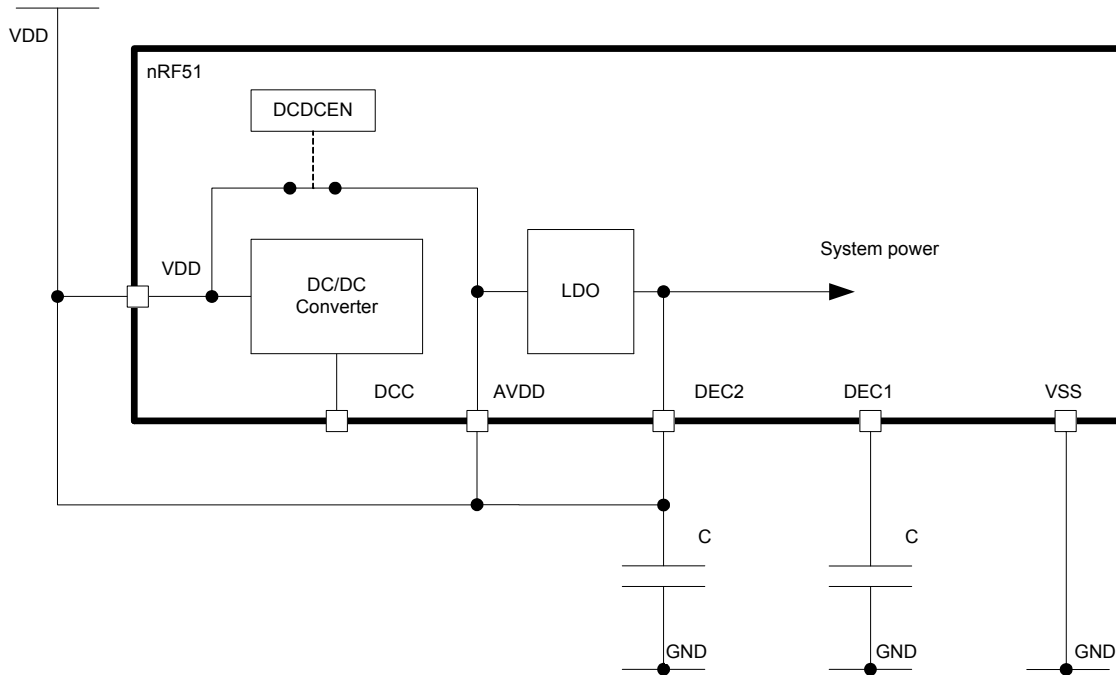 VDD
nRF51
DCDCEN
VDD
DC/DC
Converter
LDO
System power
DCC
AVDD
DEC2
DEC1
VSS
C
C
GND
GND
GND